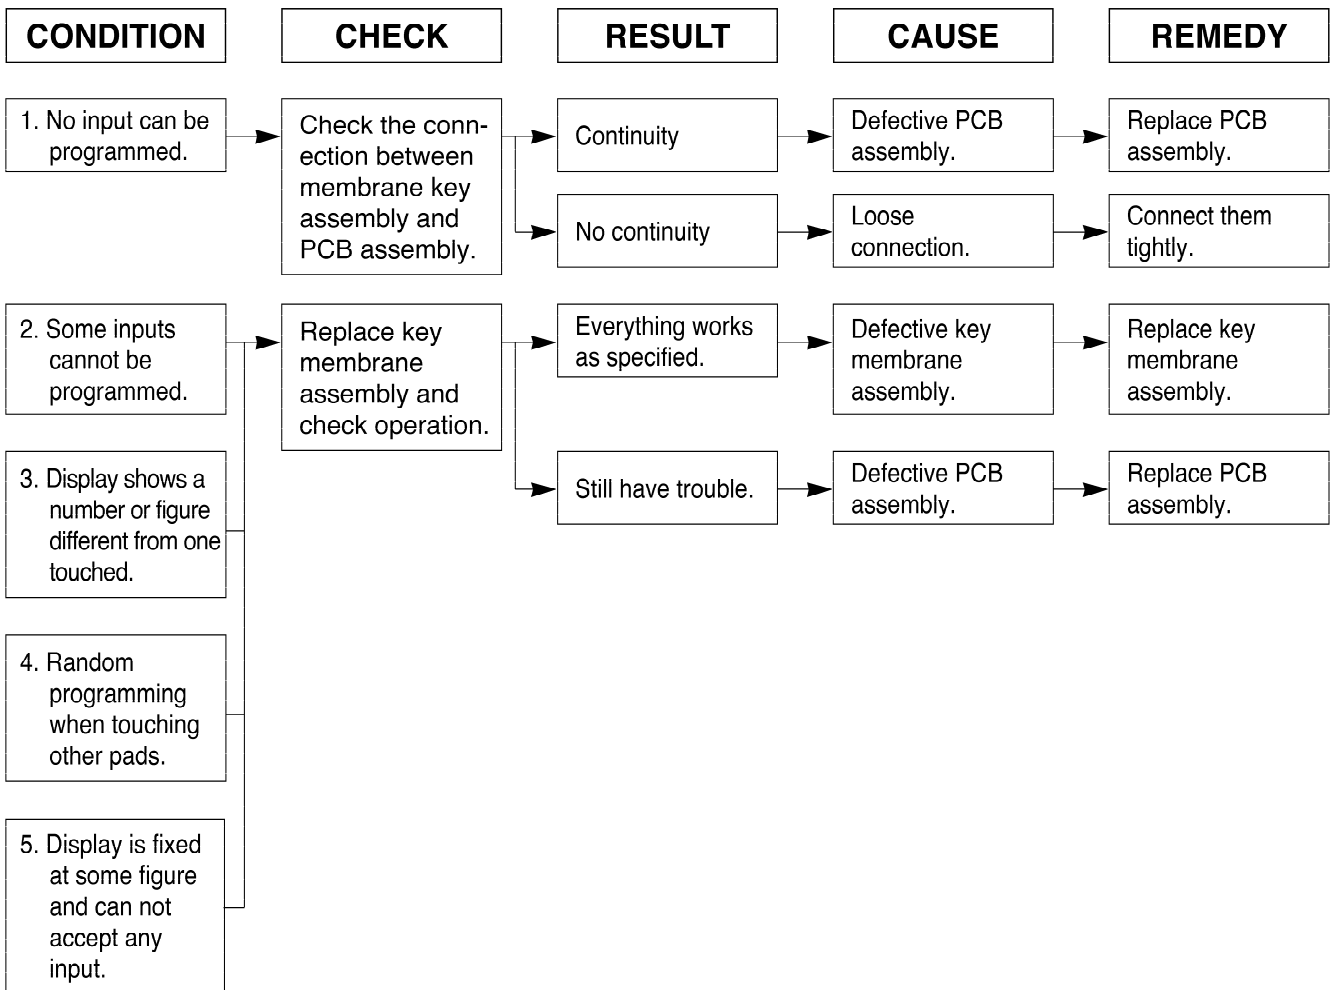 CONDITION
CHECK
RESULT
CAUSE
REMEDY
1. No input can be
programmed.
Check the conn-
ection between
membrane key
assembly and
PCB assembly.
Continuity
Defective PCB
assembly.
Replace PCB
assembly.
No continuity
Loose
connection.
Connect them
tightly.
2. Some inputs
cannot be
programmed.
Replace key
membrane
assembly and
check operation.
Everything works
as specified.
Defective key
membrane
assembly.
Replace key
membrane
assembly.
3. Display shows a
number or figure
different from one
touched.
Still have trouble.
Defective PCB
assembly.
Replace PCB
assembly.
4. Random
programming
when touching
other pads.
5. Display is fixed
at some figure
and can not
accept any
input.